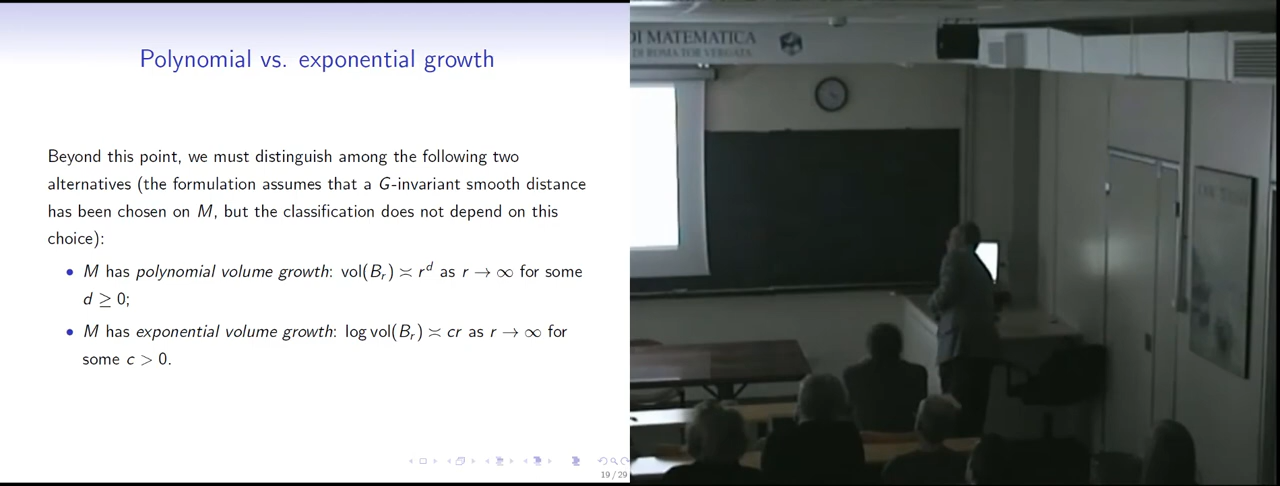 Polynomial vs. exponential growth
Beyond this point, we must distinguish among the following two
alternatives (the formulation assumes that a G-invariant smooth distance
has been chosen on M, but the classification does not depend on this
choice):
• M has polynomial volume growth: vol(Bᵣ) ≍ rᵈ as r → ∞ for some
d ≥ 0;
• M has exponential volume growth: log vol(Bᵣ) ≍ cr as r → ∞ for
some c > 0.
19 / 29
DI MATEMATICA
DI ROMA TOR VERGATA